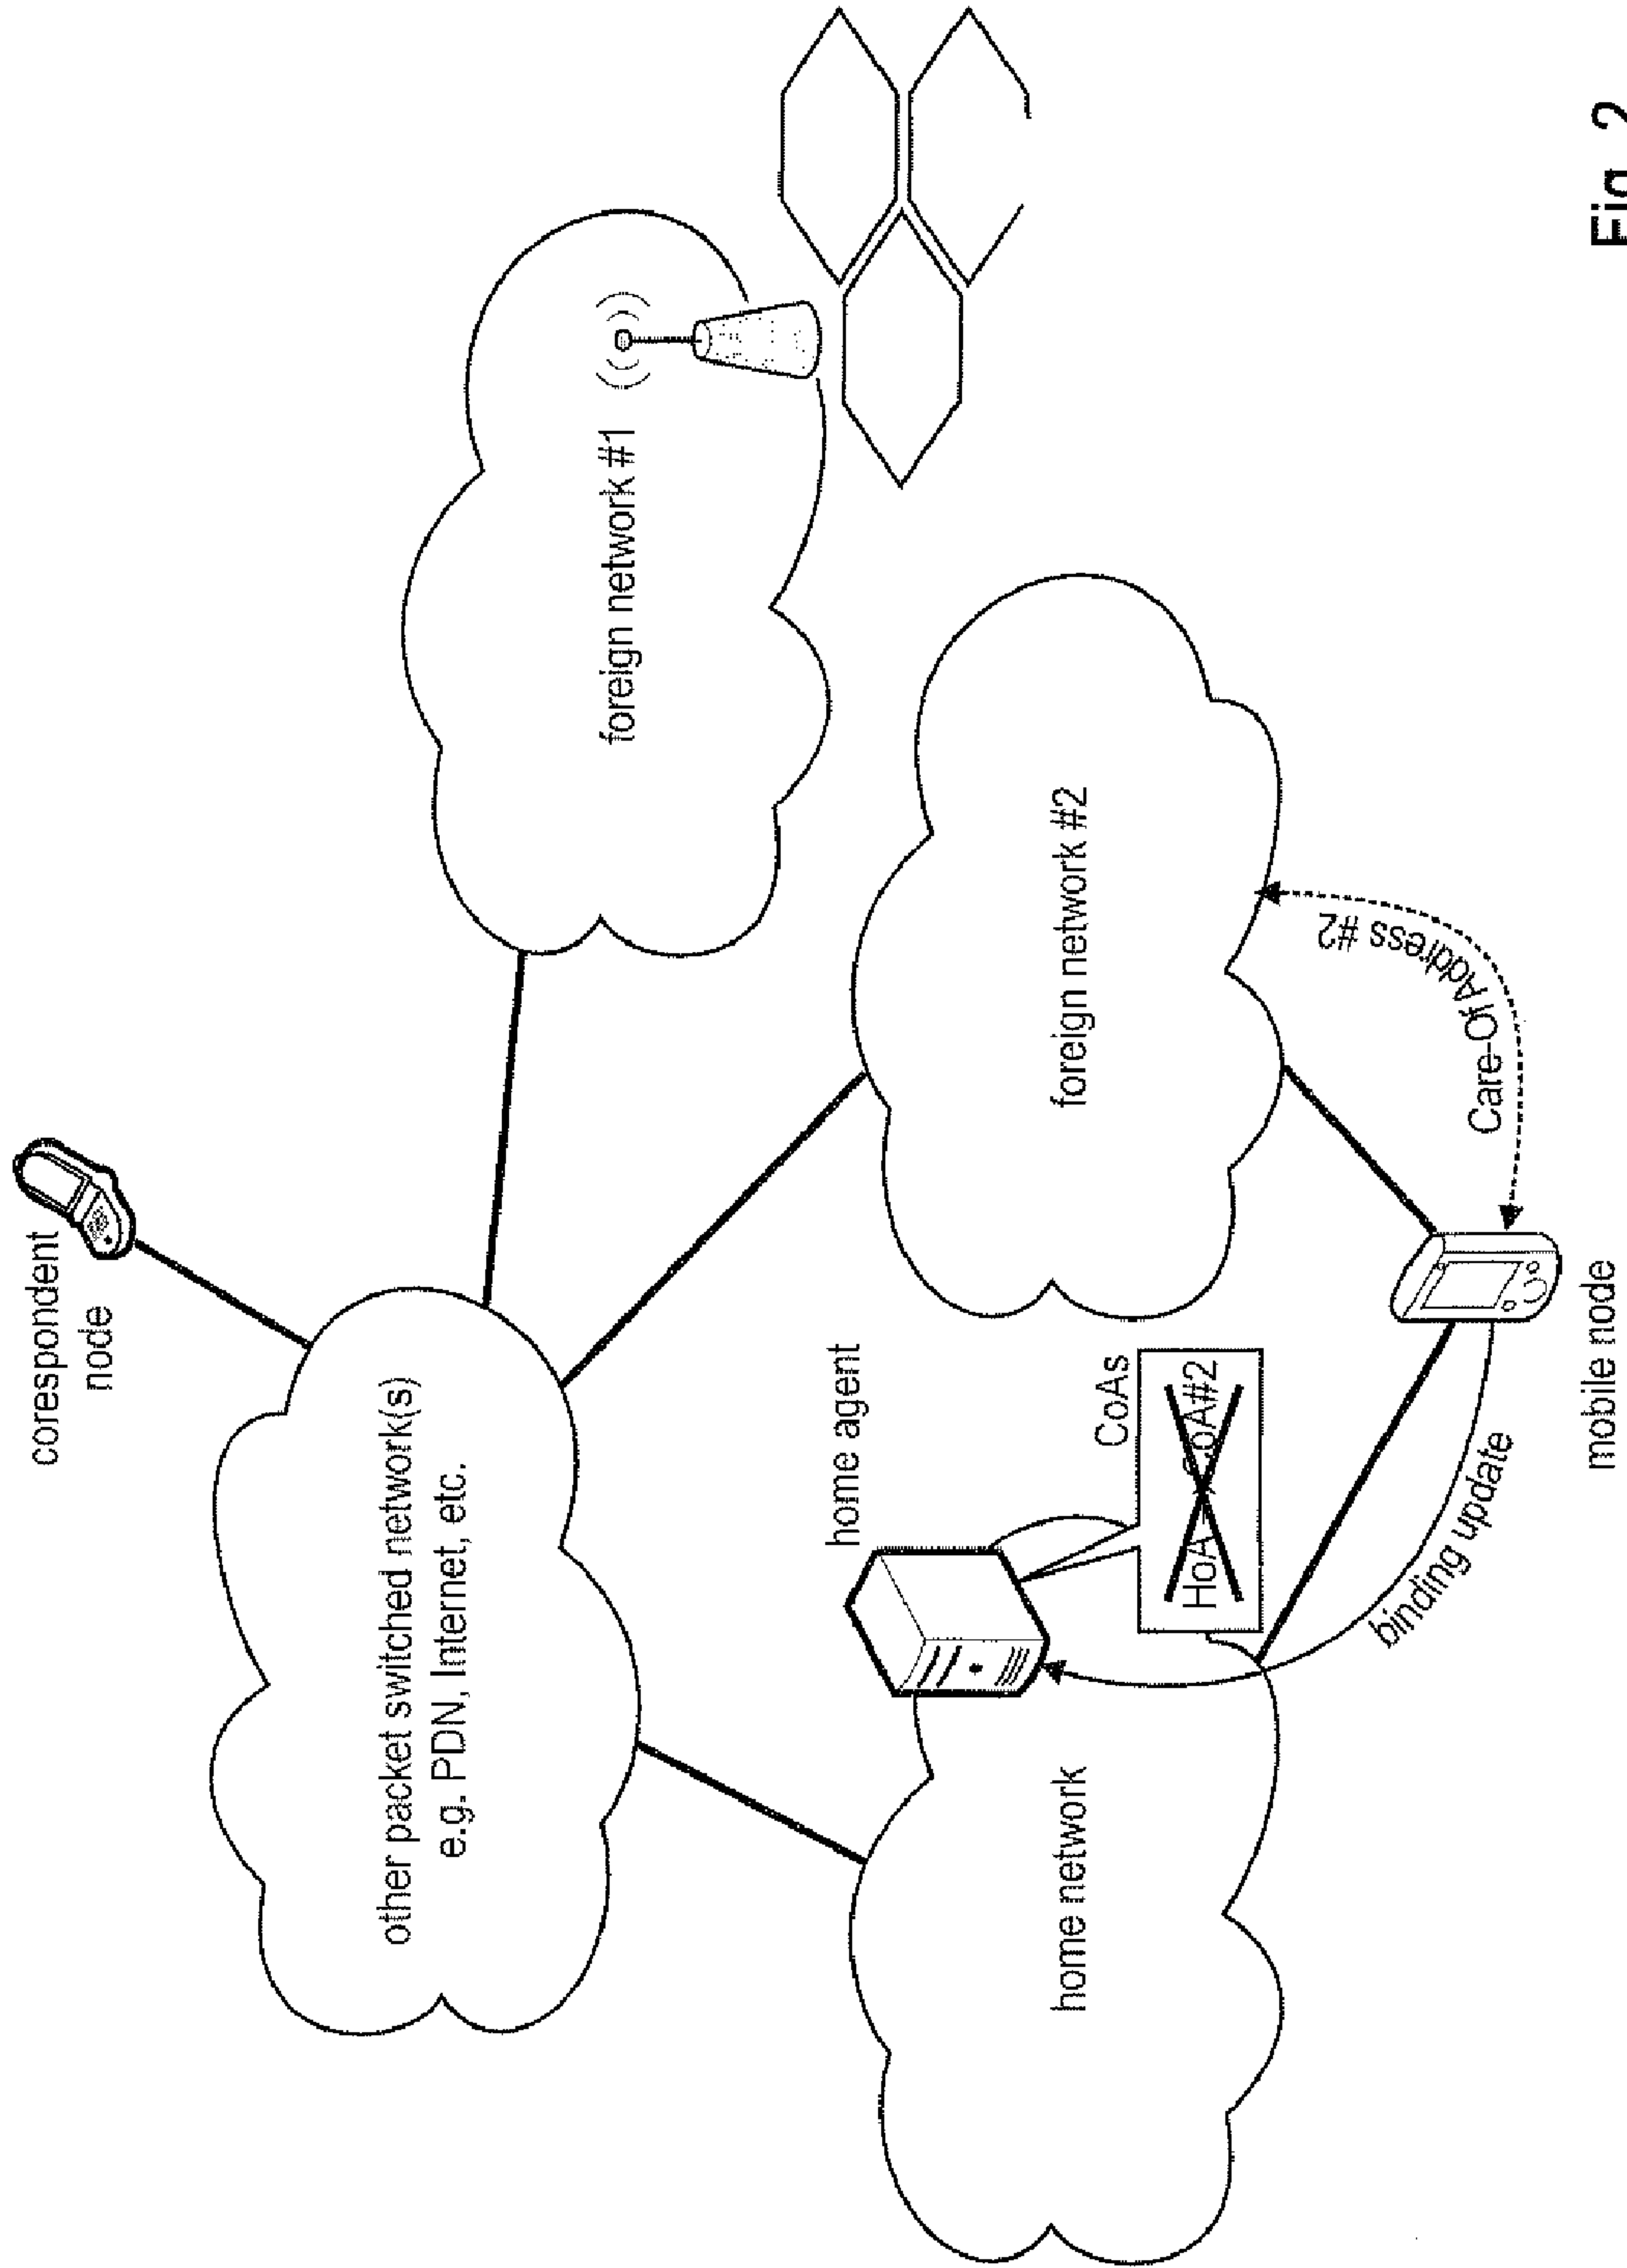 corespondent
node
other packet switched network(s)
e.g. PDN, Internet, etc.
foreign network #1
home agent
CoAs
HoA CoA#2
foreign network #2
home network
binding update
Care-Of Address #2
mobile node
Fig. 2